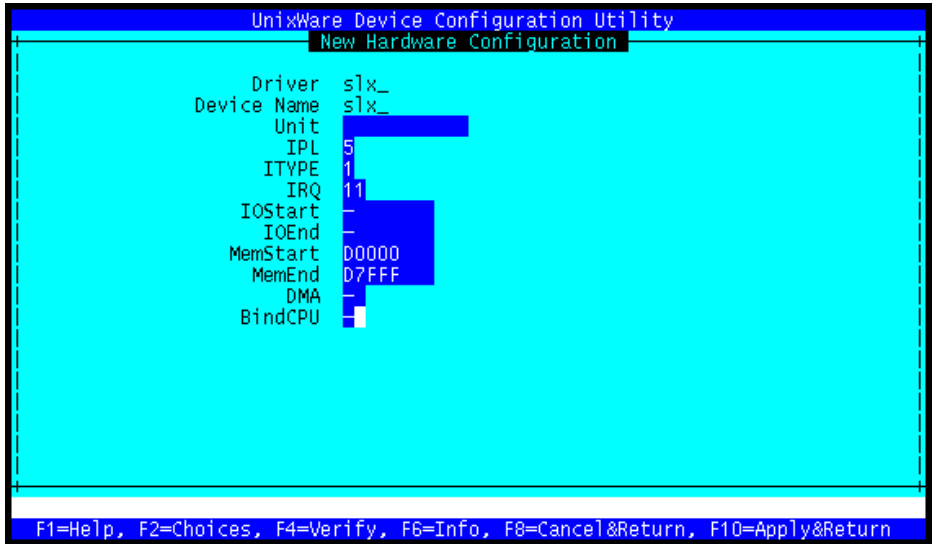 UnixWare Device Configuration Utility
New Hardware Configuration
Driver slx_
Device Name slx_
Unit
IPL 5
ITYPE 1
IRQ 11
IOStart -
IOEnd -
MemStart D0000
MemEnd D7FFF
DMA -
BindCPU -
F1=Help, F2=Choices, F4=Verify, F6=Info, F8=Cancel&Return, F10=Apply&Return